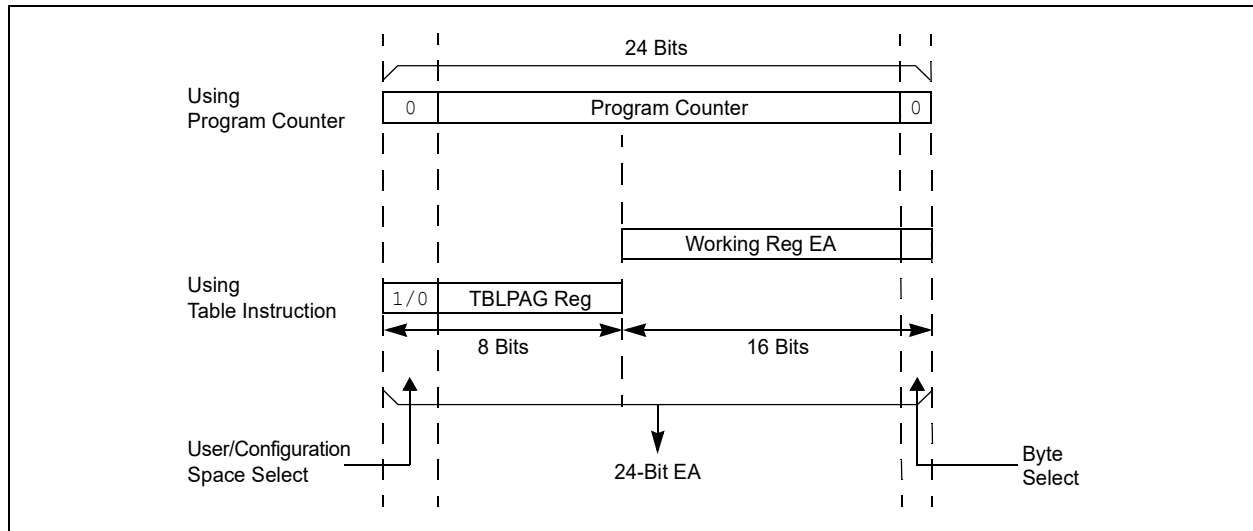 24 Bits
Using
Program Counter
0
Program Counter
0
Working Reg EA
Using
Table Instruction
1/0
TBLPAG Reg
8 Bits
16 Bits
User/Configuration
Space Select
24-Bit EA
Byte
Select